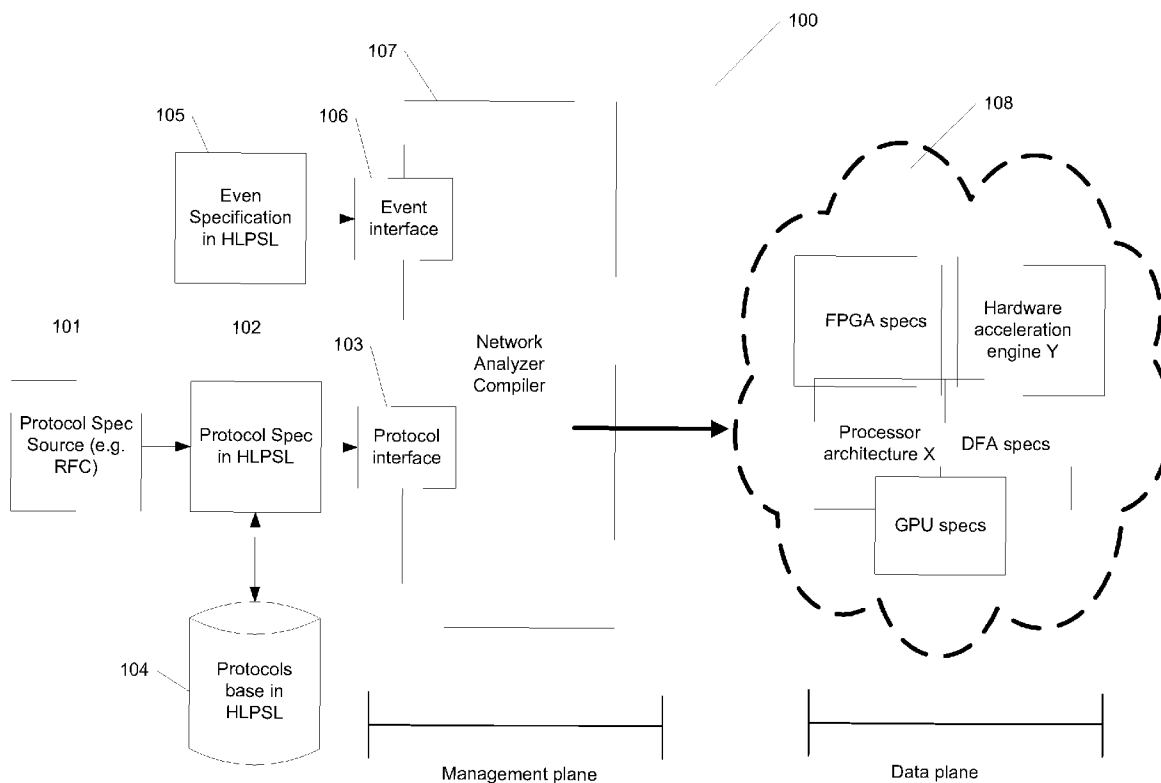 100
107
108
105
106
Even
Specification
in HLPSL
Event
interface
FPGA specs
Hardware
acceleration
engine Y
101
102
103
Network
Analyzer
Compiler
Protocol Spec
Source (e.g.
RFC)
Protocol Spec
in HLPSL
Protocol
interface
Processor
architecture X
DFA specs
GPU specs
104
Protocols
base in
HLPSL
Management plane
Data plane